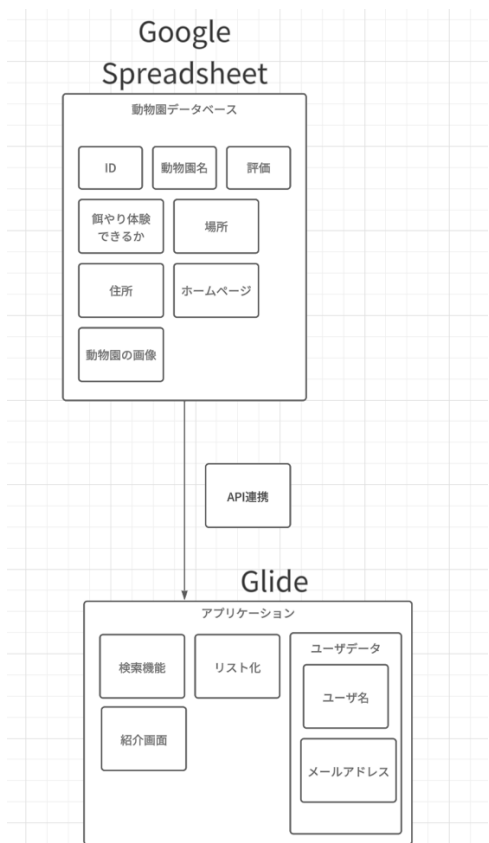 Google
Spreadsheet
動物園データベース
ID
動物園名
評価
餌やり体験
できるか
場所
住所
ホームページ
動物園の画像
API連携
Glide
アプリケーション
検索機能
リスト化
ユーザデータ
ユーザ名
紹介画面
メールアドレス